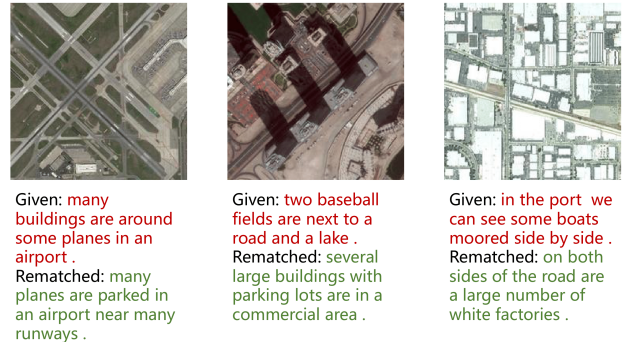 Given: many
buildings are around
some planes in an
airport .
Rematched: many
planes are parked in
an airport near many
runways .
Given: two baseball
fields are next to a
road and a lake .
Rematched: several
large buildings with
parking lots are in a
commercial area .
Given: in the port  we
can see some boats
moored side by side .
Rematched: on both
sides of the road are
a large number of
white factories .